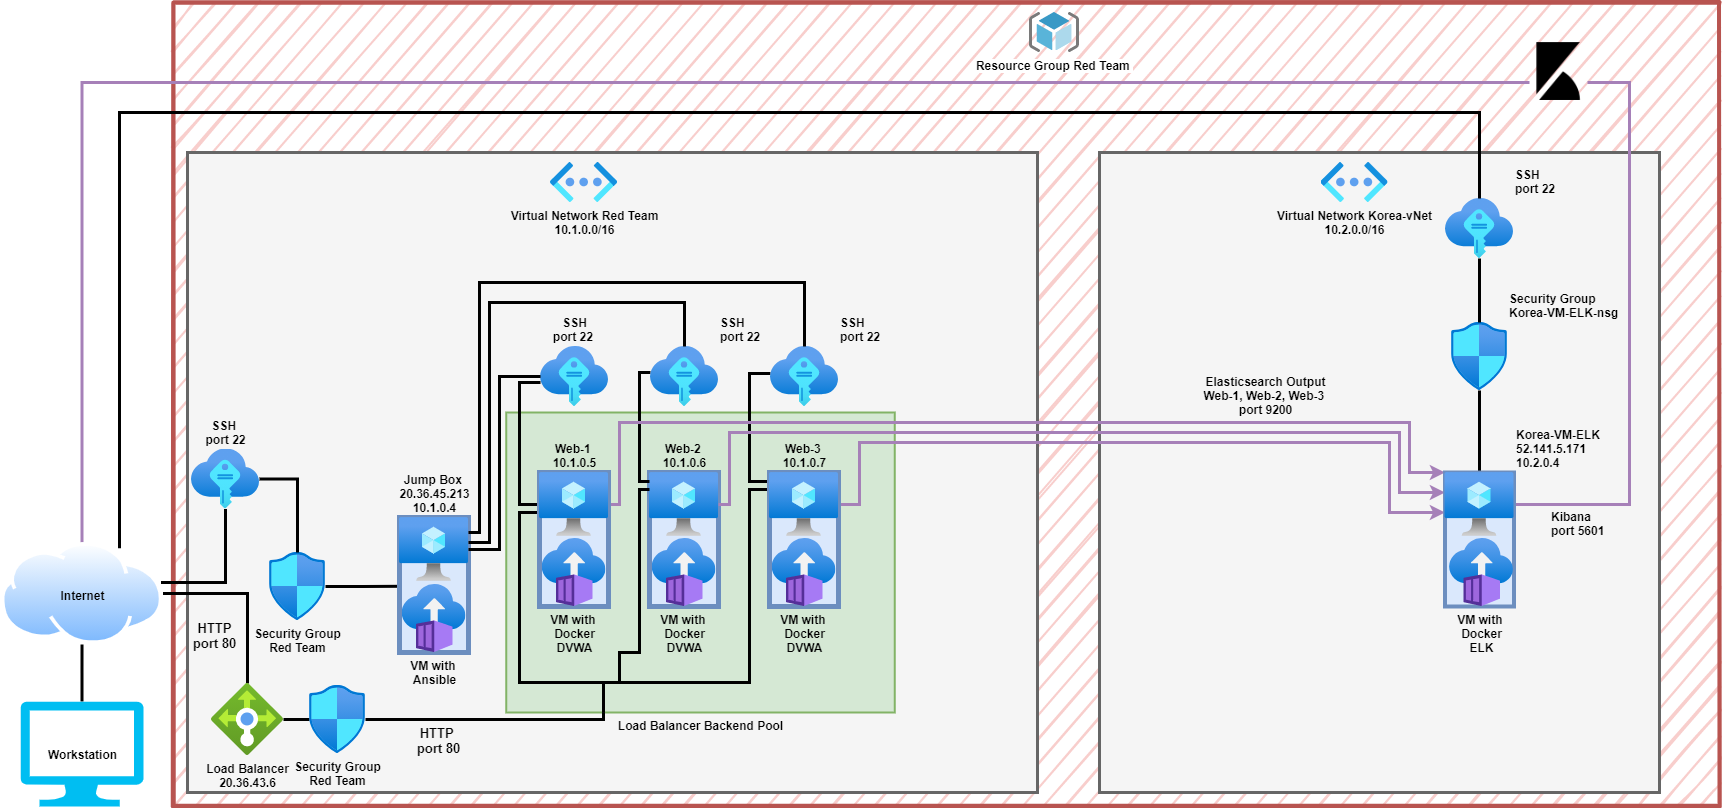 Resource Group Red Team
Virtual Network Red Team
10.1.0.0/16
Virtual Network Korea-vNet
10.2.0.0/16
SSH
port 22
Security Group
Korea-VM-ELK-nsg
SSH
port 22
SSH
port 22
SSH
port 22
Elasticsearch Output
Web-1, Web-2, Web-3
port 9200
SSH
port 22
Web-1
10.1.0.5
Web-2
10.1.0.6
Web-3
10.1.0.7
Korea-VM-ELK
52.141.5.171
10.2.0.4
Jump Box
20.36.45.213
10.1.0.4
Kibana
port 5601
Internet
HTTP
port 80
Security Group
Red Team
VM with
Docker
DVWA
VM with
Docker
DVWA
VM with
Docker
DVWA
VM with
Docker
ELK
VM with
Ansible
Load Balancer Backend Pool
HTTP
port 80
Workstation
Load Balancer
20.36.43.6
Security Group
Red Team